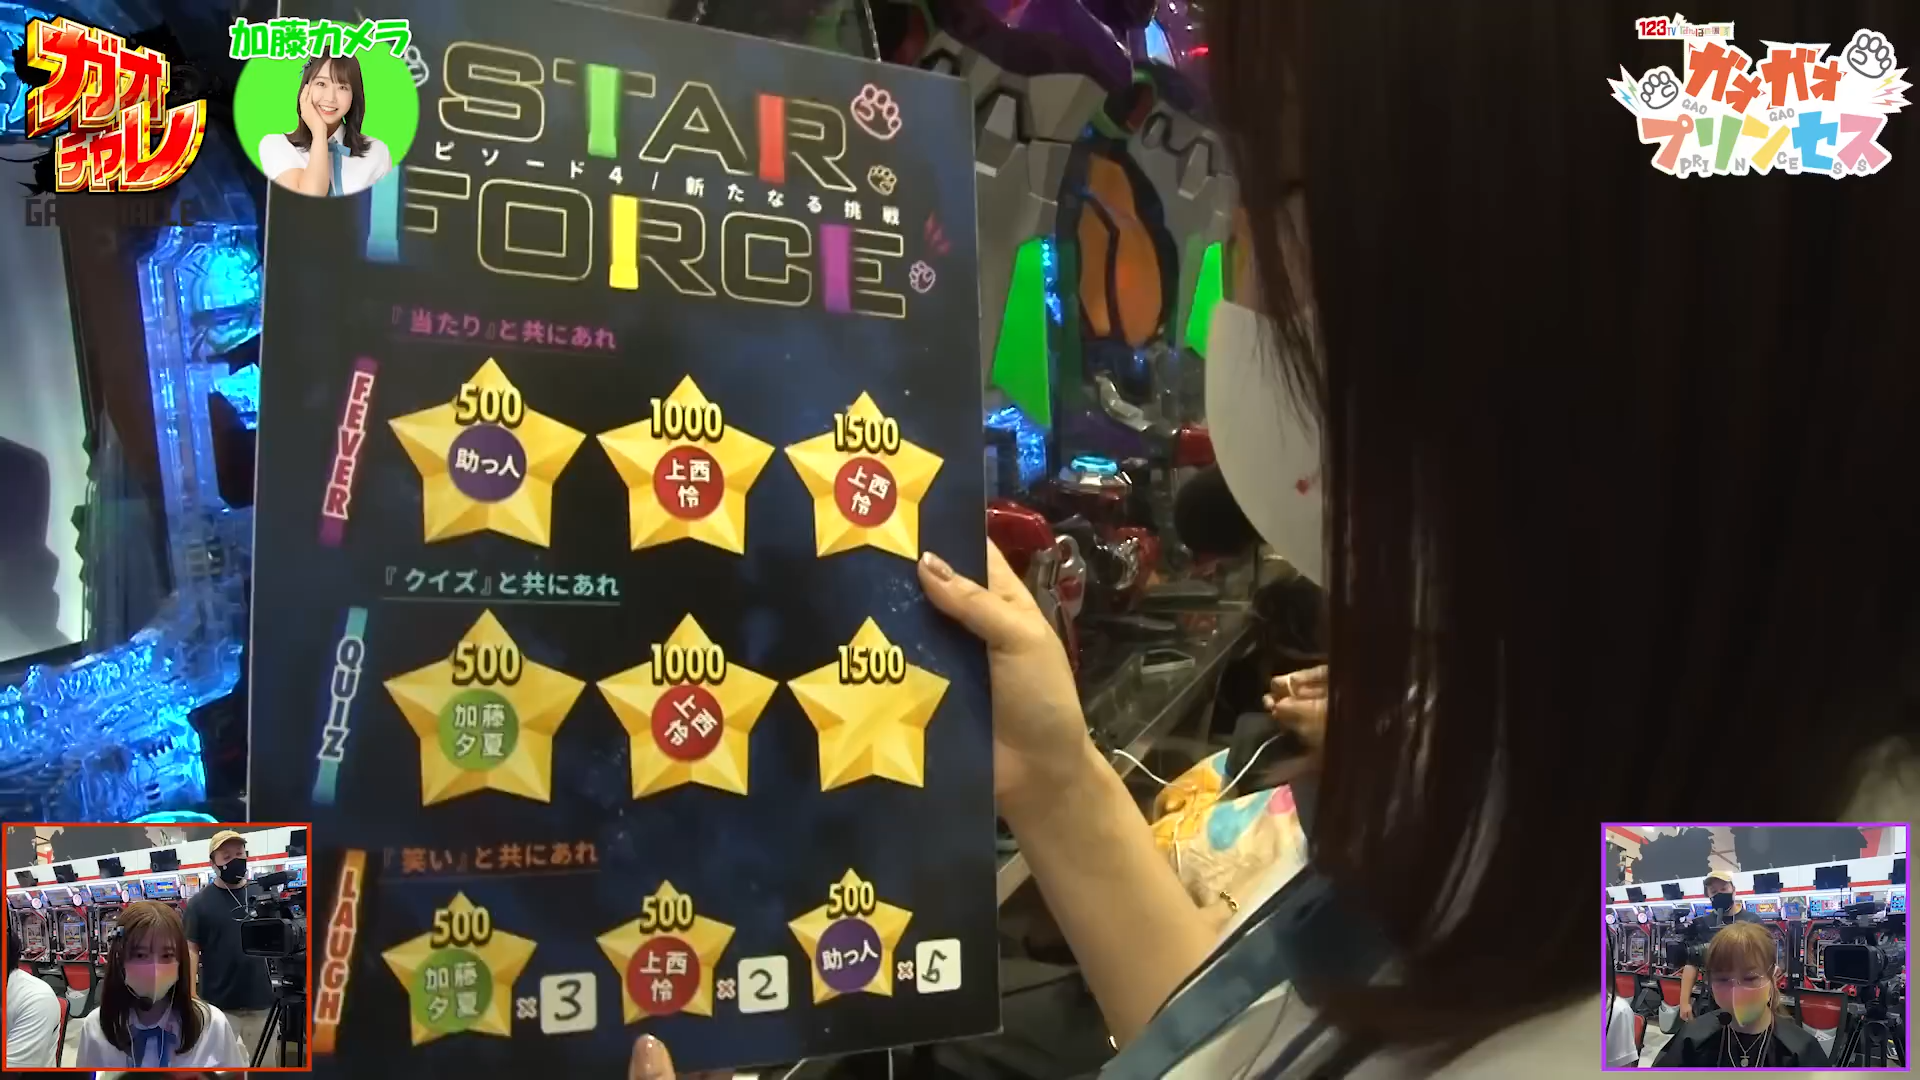 ガオ
チャレ
加藤カメラ
123TV
ガオガオ
GAO GAO
プリンセス
PRINCESS
STAR
ピソード4/新たなる挑戦
FORCE
『当たり』と共にあれ
FEVER
500 1000 1500
助っ人 上西怜 上西怜
『クイズ』と共にあれ
QUIZ
500 1000 1500
加藤夕夏 上西怜
『笑い』と共にあれ
LAUGH
500 500 500
加藤夕夏 ×3 上西怜 ×2 助っ人 ×5